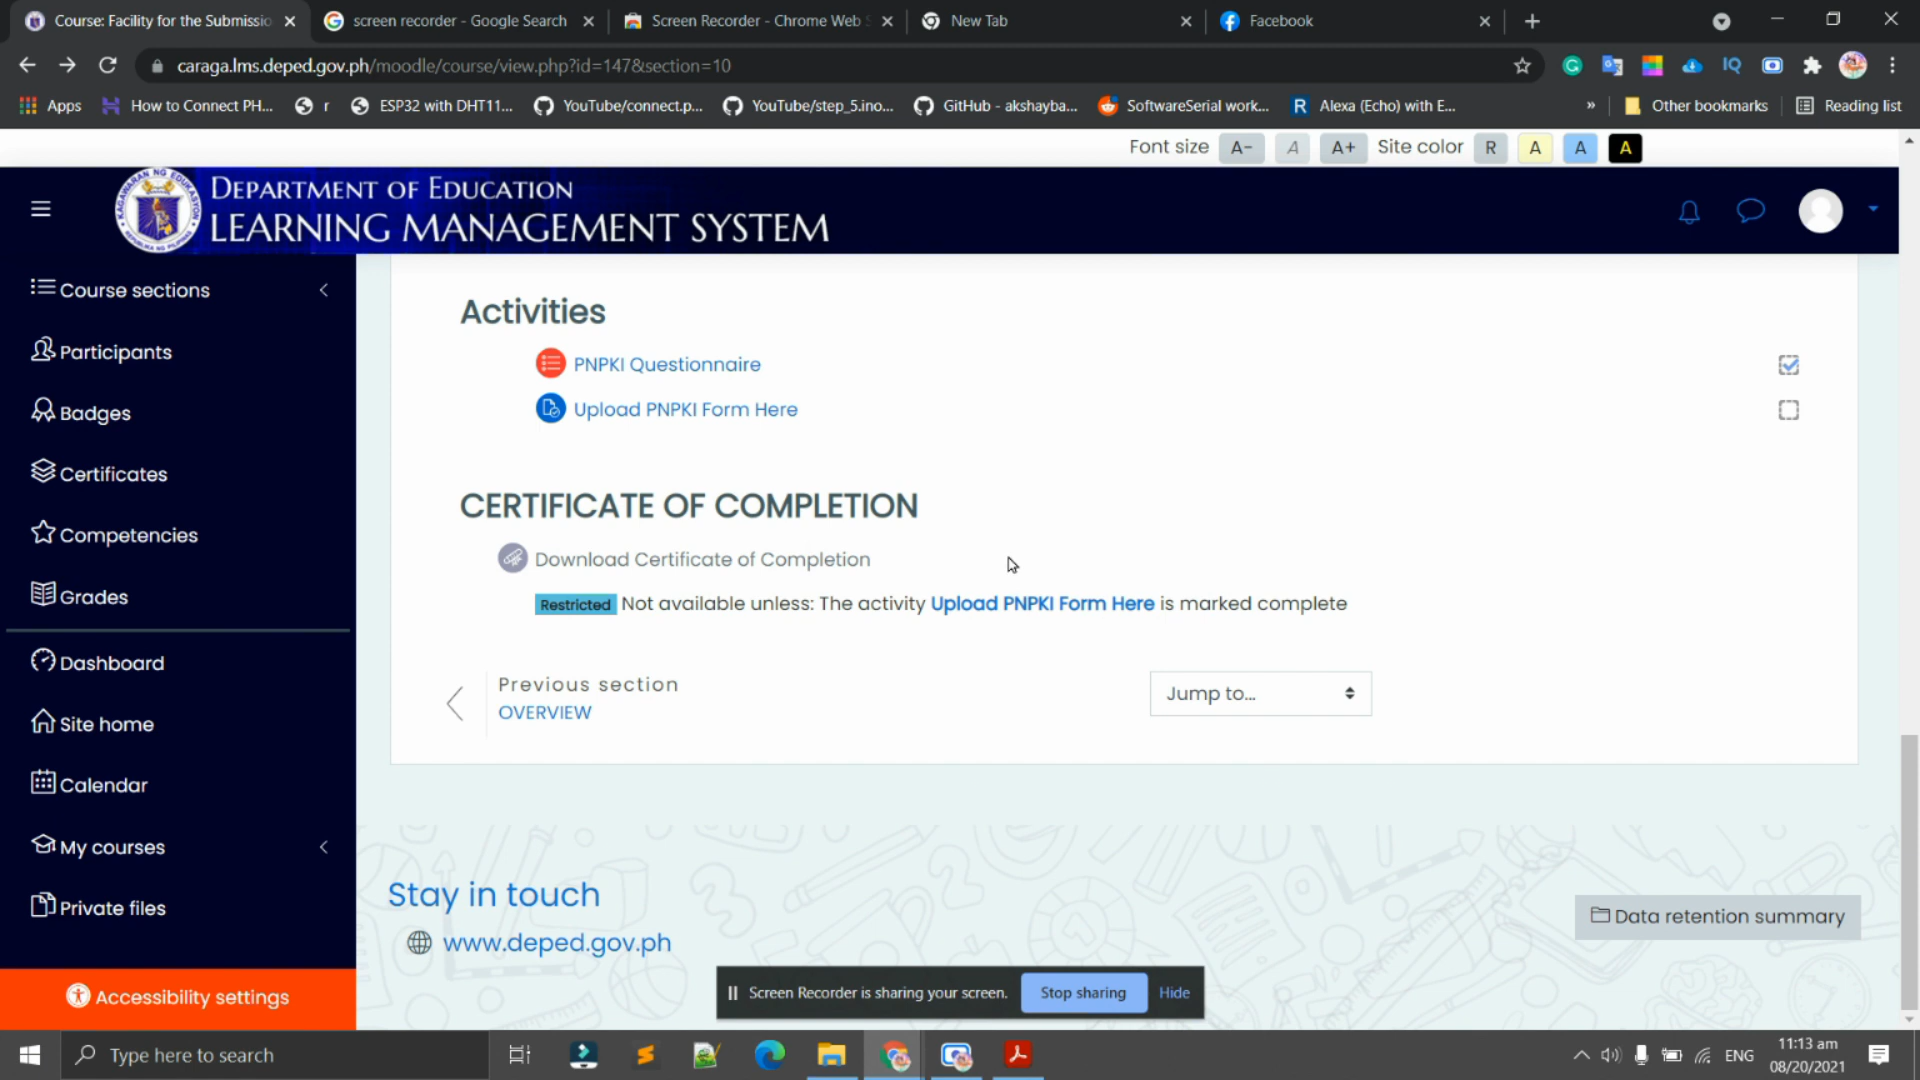 Course: Facility for the Submissio
screen recorder - Google Search
Screen Recorder - Chrome Web S
New Tab
Facebook
caraga.lms.deped.gov.ph/moodle/course/view.php?id=147&section=10
Apps
How to Connect PH...
r
ESP32 with DHT11...
YouTube/connect.p...
YouTube/step_5.ino...
GitHub - akshayba...
SoftwareSerial work...
Alexa (Echo) with E...
»
Other bookmarks
Reading list
Font size A- A A+ Site color R A A A
DEPARTMENT OF EDUCATION
LEARNING MANAGEMENT SYSTEM
Course sections
Participants
Badges
Certificates
Competencies
Grades
Dashboard
Site home
Calendar
My courses
Private files
Accessibility settings
Activities
PNPKI Questionnaire
Upload PNPKI Form Here
CERTIFICATE OF COMPLETION
Download Certificate of Completion
Restricted Not available unless: The activity Upload PNPKI Form Here is marked complete
Previous section
OVERVIEW
Jump to...
Stay in touch
www.deped.gov.ph
Data retention summary
Screen Recorder is sharing your screen. Stop sharing Hide
Type here to search
ENG
11:13 am
08/20/2021